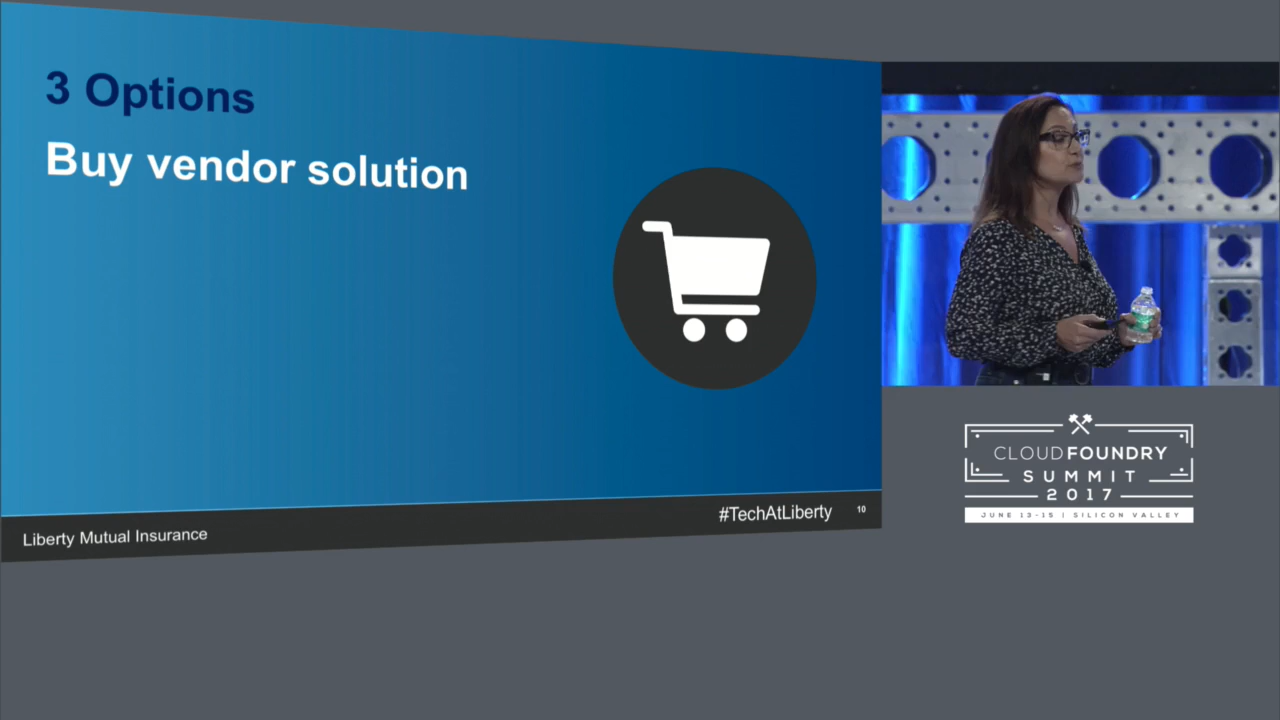 3 Options
Buy vendor solution
Liberty Mutual Insurance
#TechAtLiberty
10
CLOUDFOUNDRY
SUMMIT
2017
JUNE 13-15 | SILICON VALLEY